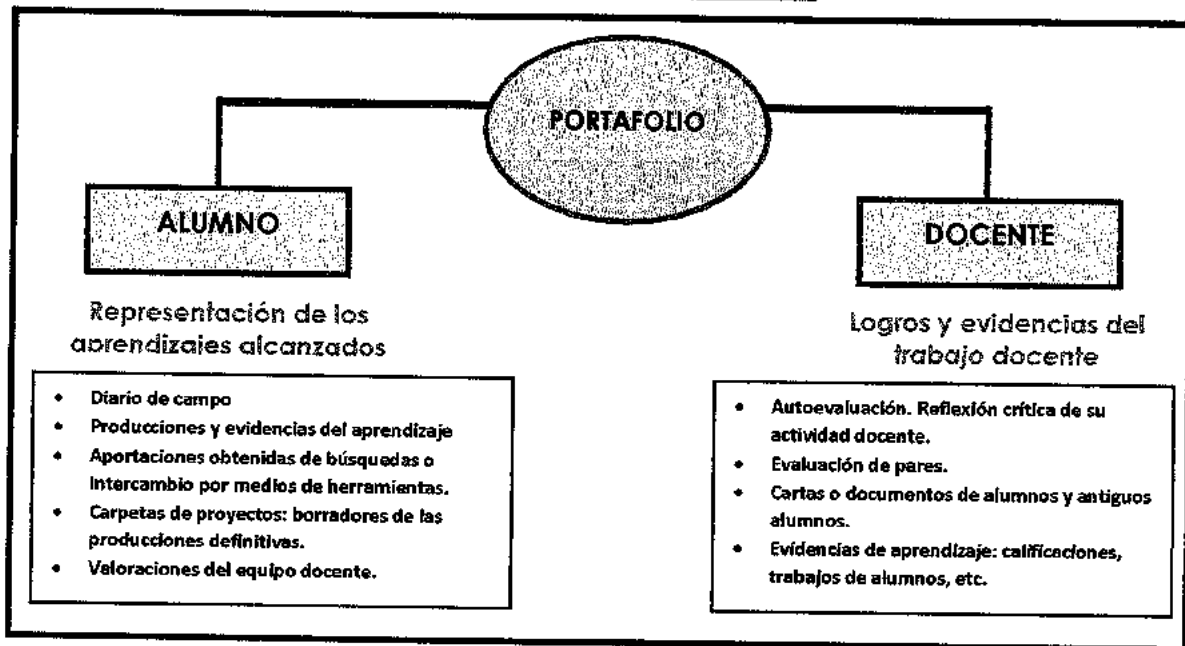 PORTAFOLIO
ALUMNO
Representación de los
aprendizajes alcanzados
• Diario de campo
• Producciones y evidencias del aprendizaje
• Aportaciones obtenidas de búsquedas o
intercambio por medios de herramientas.
• Carpetas de proyectos: borradores de las
producciones definitivas.
• Valoraciones del equipo docente.
DOCENTE
Logros y evidencias del
trabajo docente
• Autoevaluación. Reflexión crítica de su
actividad docente.
• Evaluación de pares.
• Cartas o documentos de alumnos y antiguos
alumnos.
• Evidencias de aprendizaje: calificaciones,
trabajos de alumnos, etc.